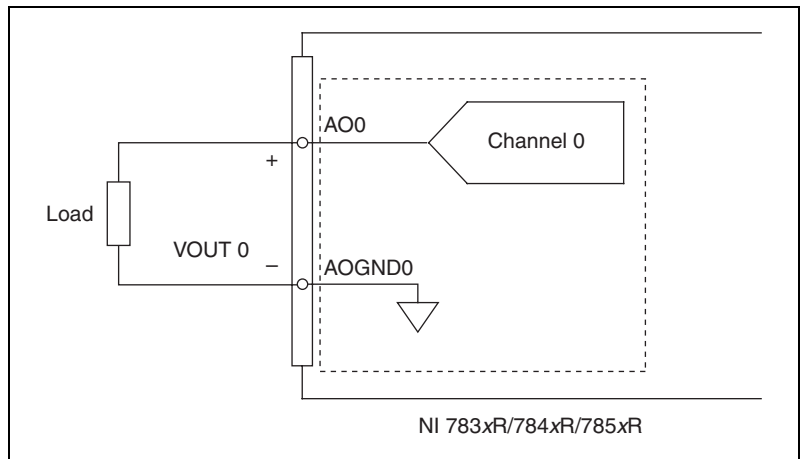 AO0
Channel 0
+
Load
VOUT 0
–
AOGND0
NI 783xR/784xR/785xR